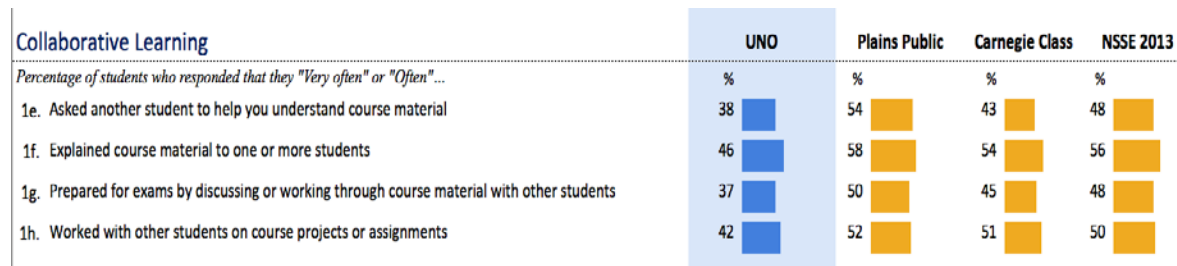 Collaborative Learning UNO Plains Public Carnegie Class NSSE 2013
Percentage of students who responded that they "Very often" or "Often"... % % % %
1e. Asked another student to help you understand course material 38 54 43 48
1f. Explained course material to one or more students 46 58 54 56
1g. Prepared for exams by discussing or working through course material with other students 37 50 45 48
1h. Worked with other students on course projects or assignments 42 52 51 50